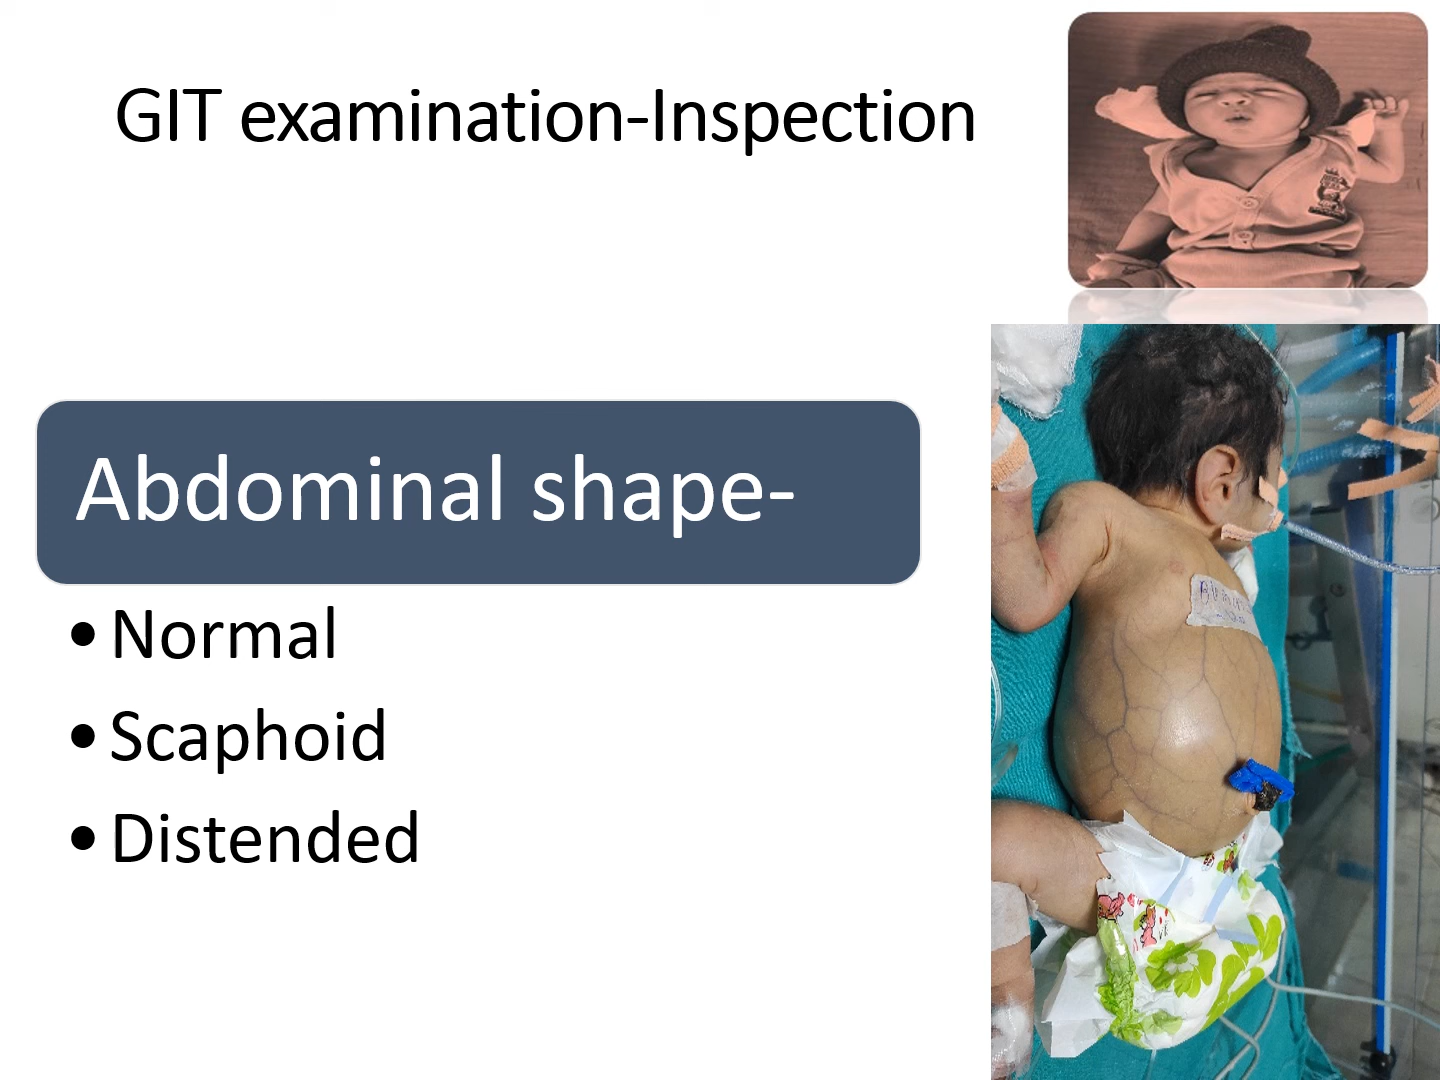 GIT examination-Inspection
Abdominal shape-
• Normal
• Scaphoid
• Distended